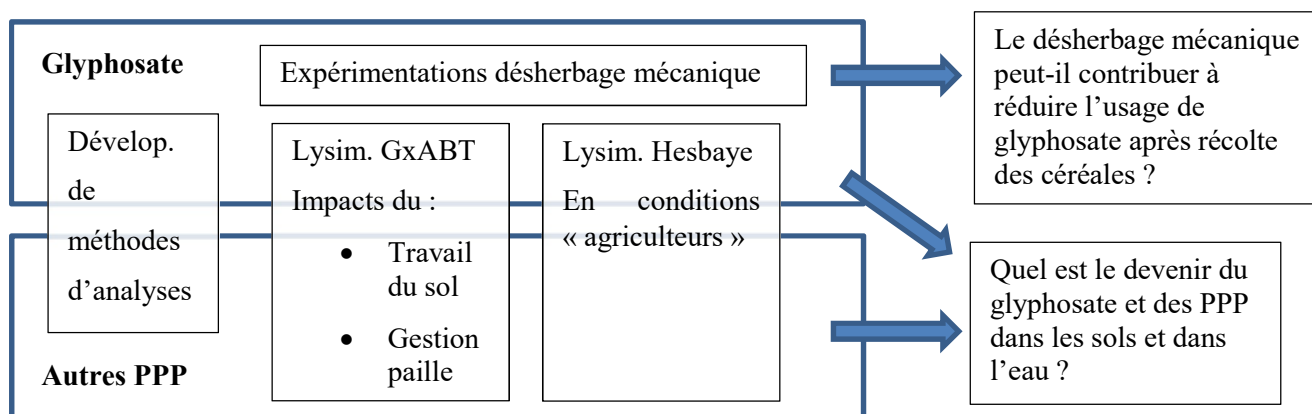 Glyphosate
Expérimentations désherbage mécanique
Dévelop.
de
méthodes
d’analyses
Lysim. GxABT
Impacts du :
• Travail
du sol
• Gestion
paille
Lysim. Hesbaye
En conditions
« agriculteurs »
Autres PPP
Le désherbage mécanique
peut-il contribuer à
réduire l’usage de
glyphosate après récolte
des céréales ?
Quel est le devenir du
glyphosate et des PPP
dans les sols et dans
l’eau ?